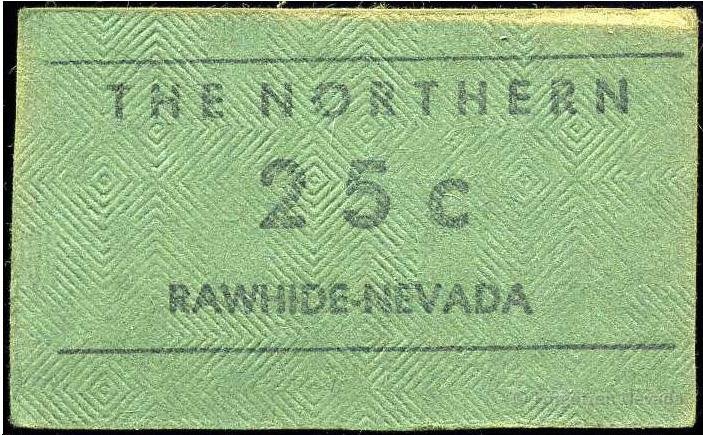 THE NORTHERN
25c
RAWHIDE-NEVADA